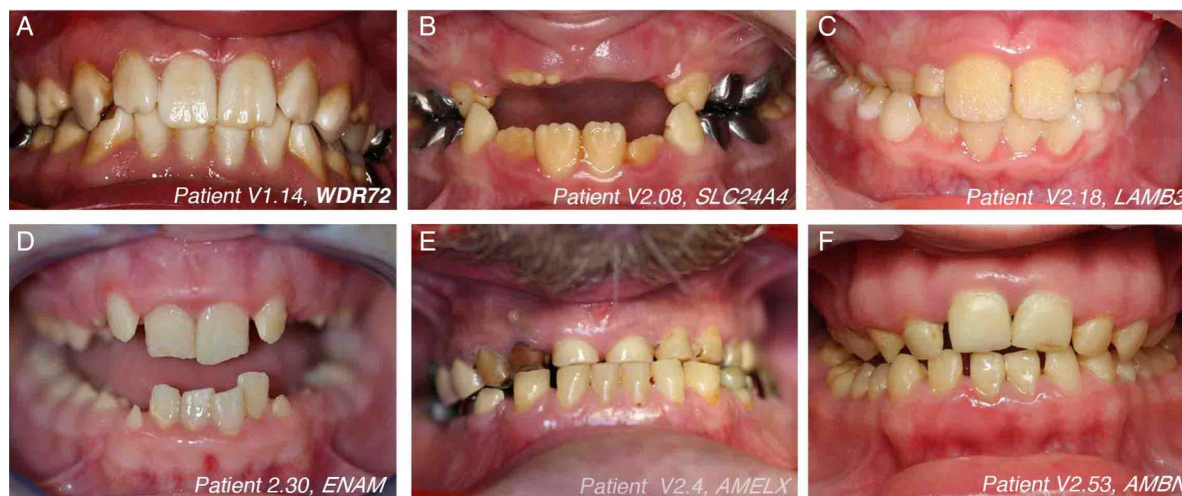 A
Patient V1.14, WDR72
B
Patient V2.08, SLC24A4
C
Patient V2.18, LAMB3
D
Patient 2.30, ENAM
E
Patient V2.4, AMELX
F
Patient V2.53, AMBN